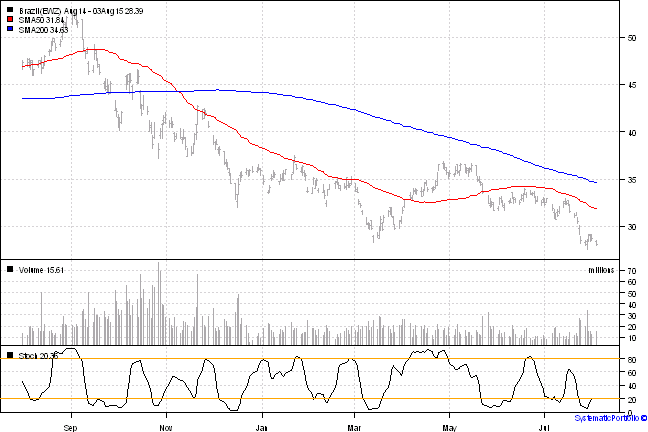 Brazil(EWZ) Aug14 - 03Aug15 28.39
SMA50 31.84
SMA200 34.63
50
45
40
35
30
Volume 15.61
millions
70
60
50
40
30
20
10
Stoch 20.36
80
60
40
20
0
Sep
Nov
Jan
Mar
May
Jul
SystematicPortfolio ©